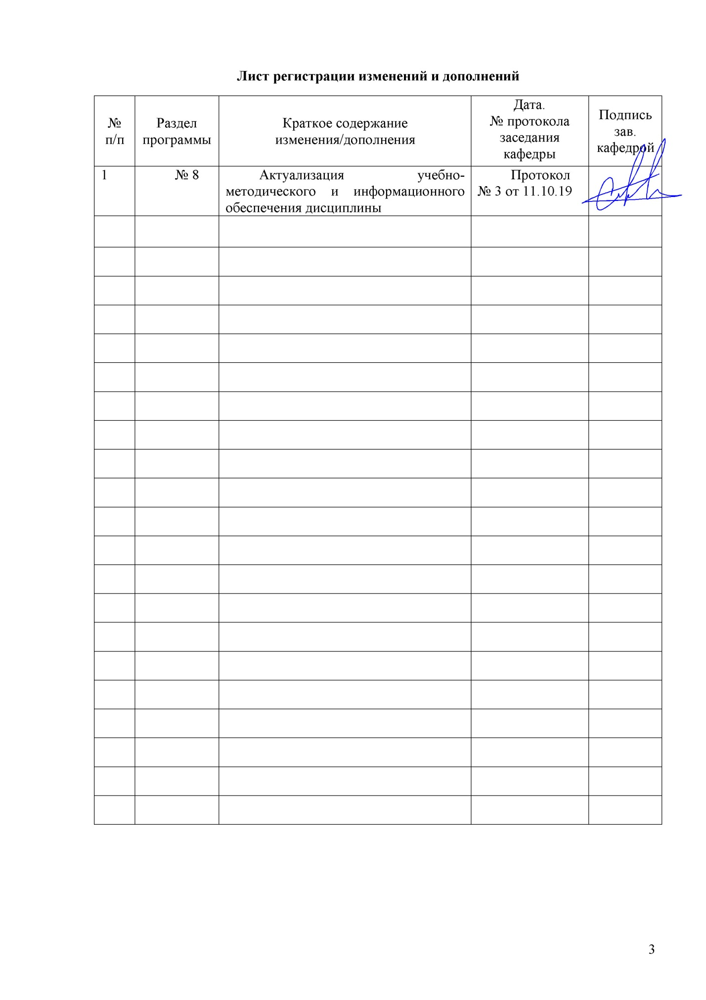 Лист регистрации изменений и дополнений
№
п/п
Раздел
программы
Краткое содержание
изменения/дополнения
Дата.
№ протокола
заседания
кафедры
Подпись
зав.
кафедрой
1
№ 8
Актуализация учебно-
методического и информационного
обеспечения дисциплины
Протокол
№ 3 от 11.10.19
3